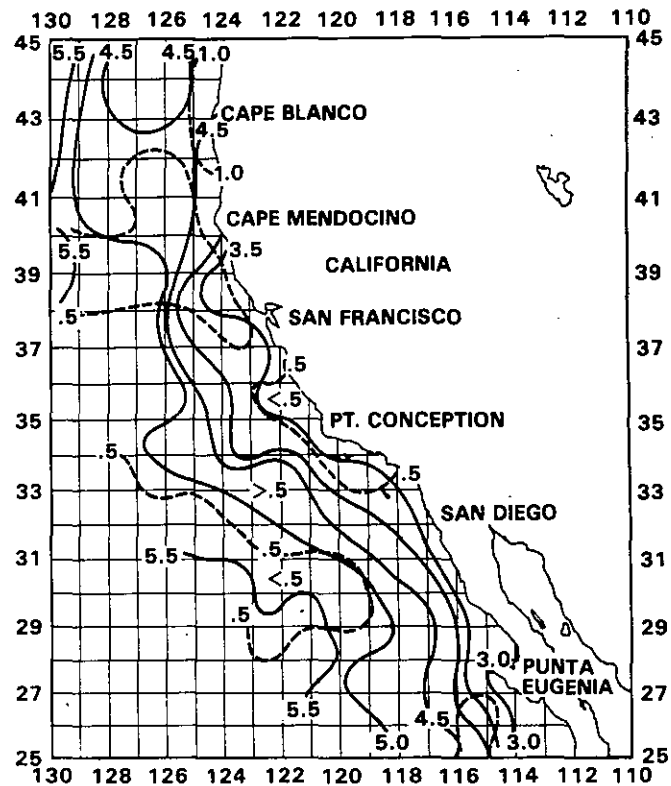 130 128 126 124 122 120 118 116 114 112 110
45 45
5.5 4.5 4.5 1.0
43 CAPE BLANCO 43
4.5
1.0
41 41
CAPE MENDOCINO
5.5 3.5
39 CALIFORNIA 39
.5 SAN FRANCISCO
37 37
.5
<.5
35 PT. CONCEPTION 35
.5 .5
33 >.5 33
SAN DIEGO
31 5.5 .5 31
<.5
29 .5 29
3.0 PUNTA
27 EUGENIA 27
5.5 5.0 4.5 3.0
25 25
130 128 126 124 122 120 118 116 114 112 110